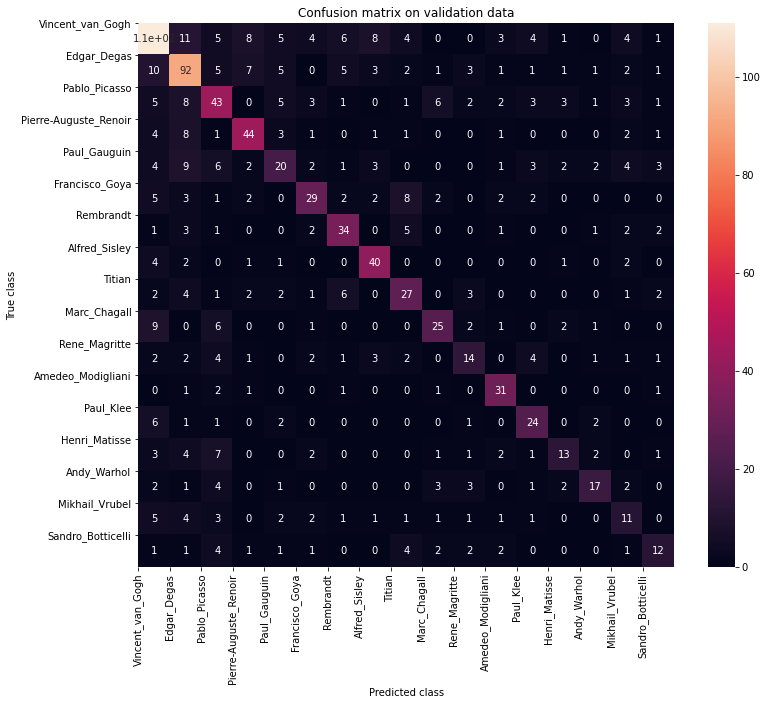 Confusion matrix on validation data
Vincent_van_Gogh 1.1e+0 11 5 8 5 4 6 8 4 0 0 3 4 1 0 4 1
Edgar_Degas 10 92 5 7 5 0 5 3 2 1 3 1 1 1 1 2 1
Pablo_Picasso 5 8 43 0 5 3 1 0 1 6 2 2 3 3 1 3 1
Pierre-Auguste_Renoir 4 8 1 44 3 1 0 1 1 0 0 1 0 0 0 2 1
Paul_Gauguin 4 9 6 2 20 2 1 3 0 0 0 1 3 2 2 4 3
Francisco_Goya 5 3 1 2 0 29 2 2 8 2 0 2 2 0 0 0 0
Rembrandt 1 3 1 0 0 2 34 0 5 0 0 1 0 0 1 2 2
Alfred_Sisley 4 2 0 1 1 0 0 40 0 0 0 0 0 1 0 2 0
Titian 2 4 1 2 2 1 6 0 27 0 3 0 0 0 0 1 2
Marc_Chagall 9 0 6 0 0 1 0 0 0 25 2 1 0 2 1 0 0
Rene_Magritte 2 2 4 1 0 2 1 3 2 0 14 0 4 0 1 1 1
Amedeo_Modigliani 0 1 2 1 0 0 1 0 0 1 0 31 0 0 0 0 1
Paul_Klee 6 1 1 0 2 0 0 0 0 0 1 0 24 0 2 0 0
Henri_Matisse 3 4 7 0 0 2 0 0 0 1 1 2 1 13 2 0 1
Andy_Warhol 2 1 4 0 1 0 0 0 0 3 3 0 1 2 17 2 0
Mikhail_Vrubel 5 4 3 0 2 2 1 1 1 1 1 1 1 0 0 11 0
Sandro_Botticelli 1 1 4 1 1 1 0 0 4 2 2 2 0 0 0 1 12
True class
Vincent_van_Gogh
Edgar_Degas
Pablo_Picasso
Pierre-Auguste_Renoir
Paul_Gauguin
Francisco_Goya
Rembrandt
Alfred_Sisley
Titian
Marc_Chagall
Rene_Magritte
Amedeo_Modigliani
Paul_Klee
Henri_Matisse
Andy_Warhol
Mikhail_Vrubel
Sandro_Botticelli
Predicted class
100
80
60
40
20
0